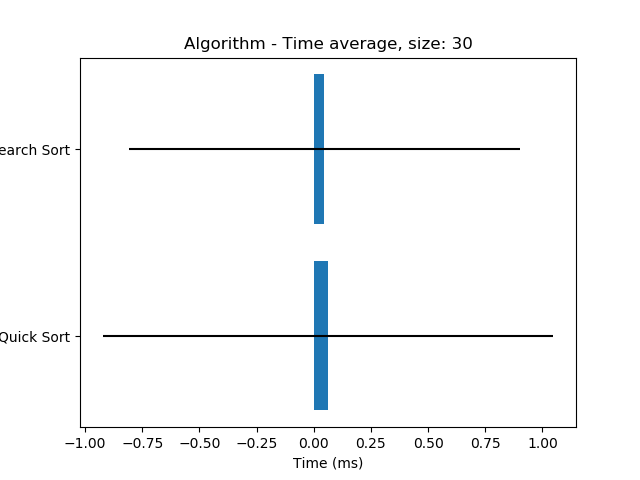 Algorithm - Time average, size: 30
earch Sort
Quick Sort
−1.00 −0.75 −0.50 −0.25 0.00 0.25 0.50 0.75 1.00
Time (ms)